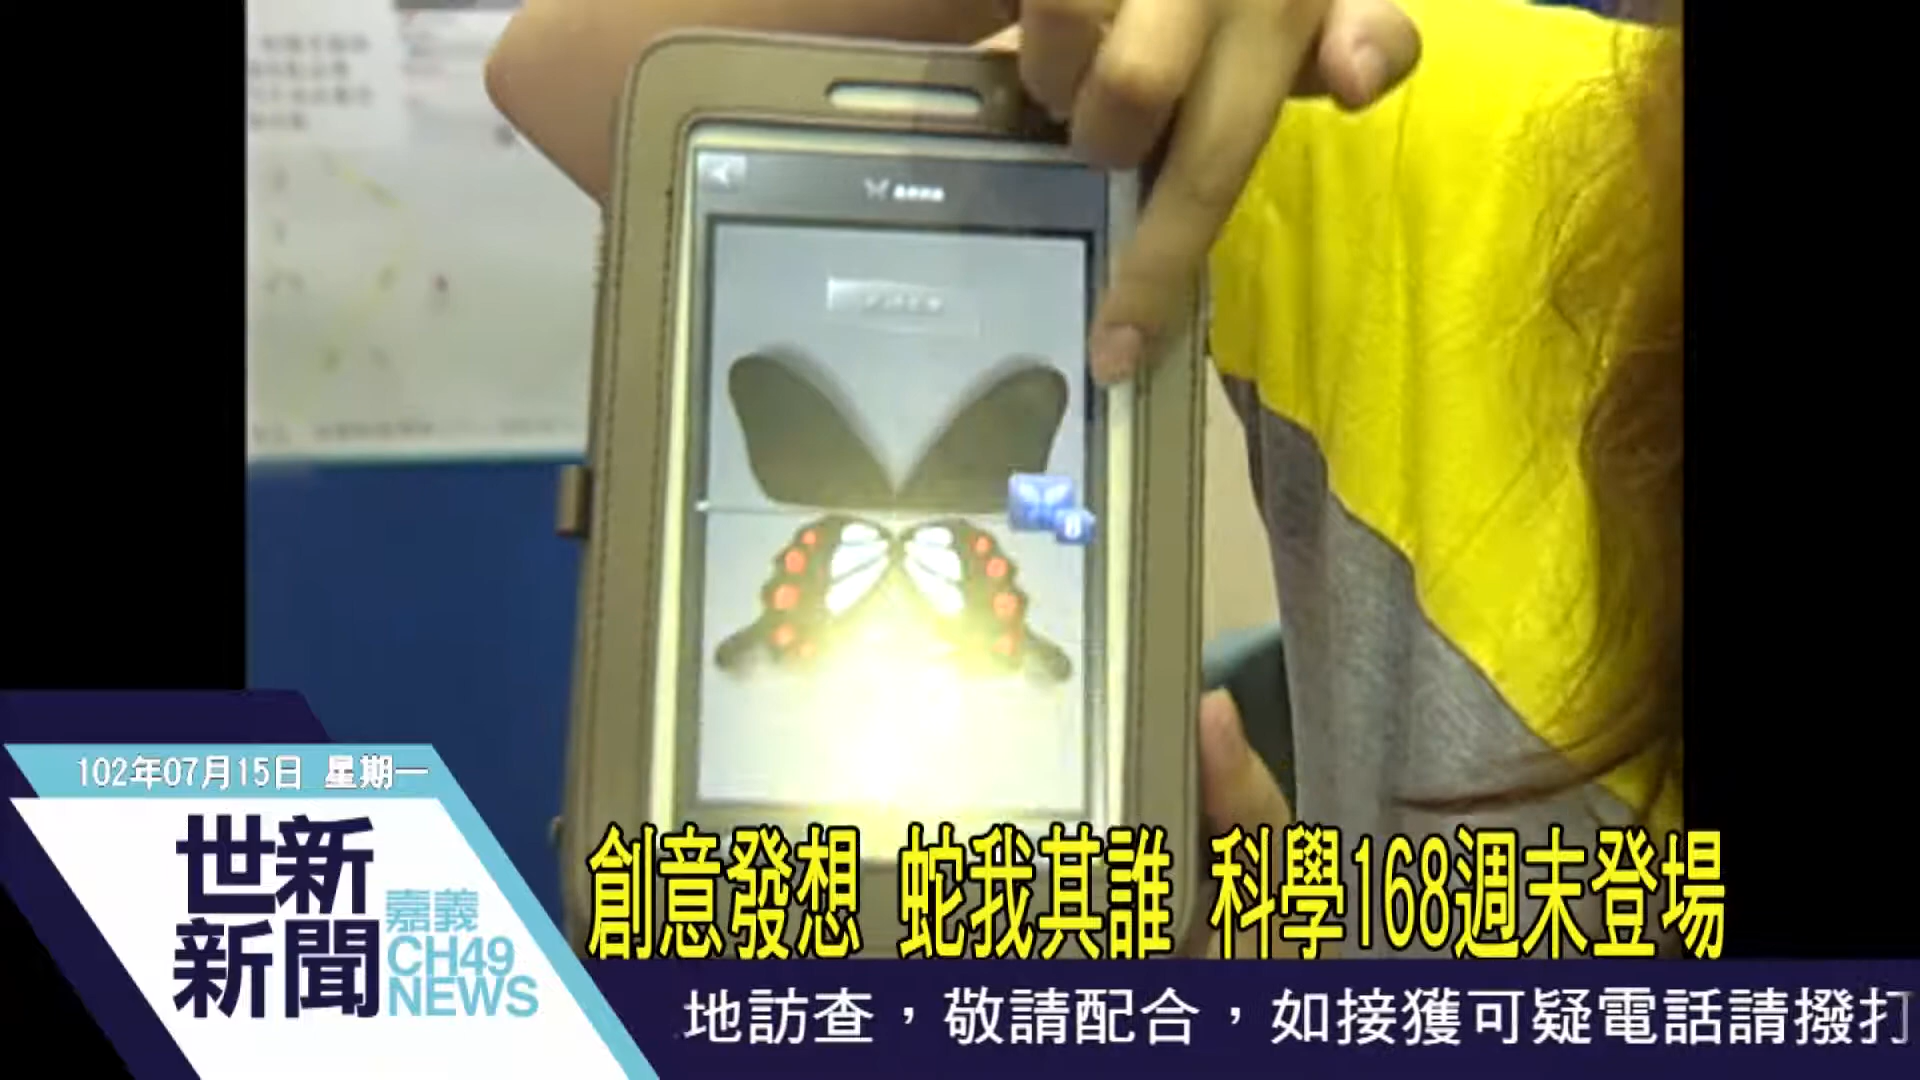 102年07月15日 星期一
世新
新聞
嘉義
CH49
NEWS
創意發想 蛇我其誰 科學168週末登場
地訪查，敬請配合，如接獲可疑電話請撥打